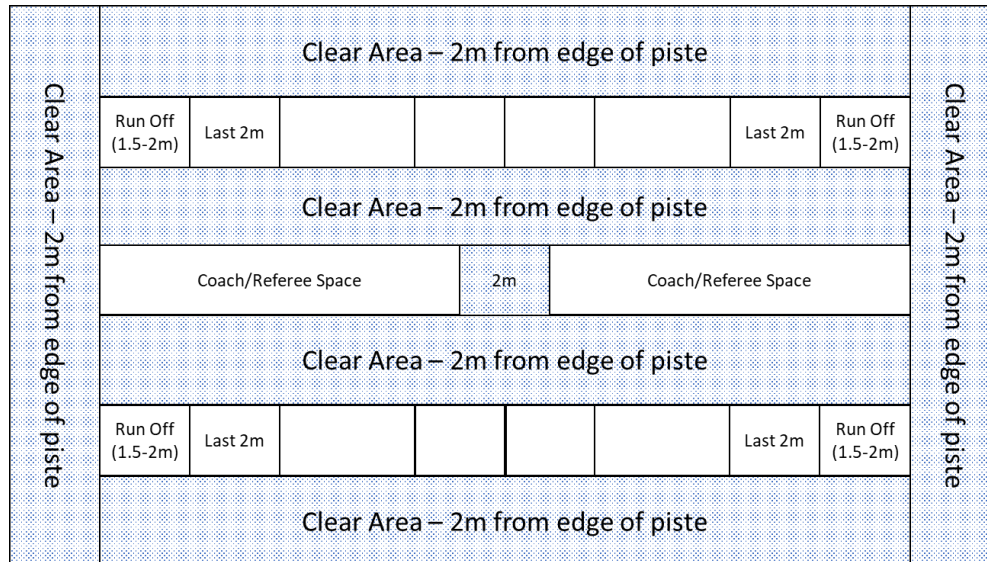 Clear Area – 2m from edge of piste
Clear Area – 2m from edge of piste
Clear Area – 2m from edge of piste
Run Off
(1.5-2m)
Last 2m
Last 2m
Run Off
(1.5-2m)
Clear Area – 2m from edge of piste
Coach/Referee Space
2m
Coach/Referee Space
Clear Area – 2m from edge of piste
Run Off
(1.5-2m)
Last 2m
Last 2m
Run Off
(1.5-2m)
Clear Area – 2m from edge of piste